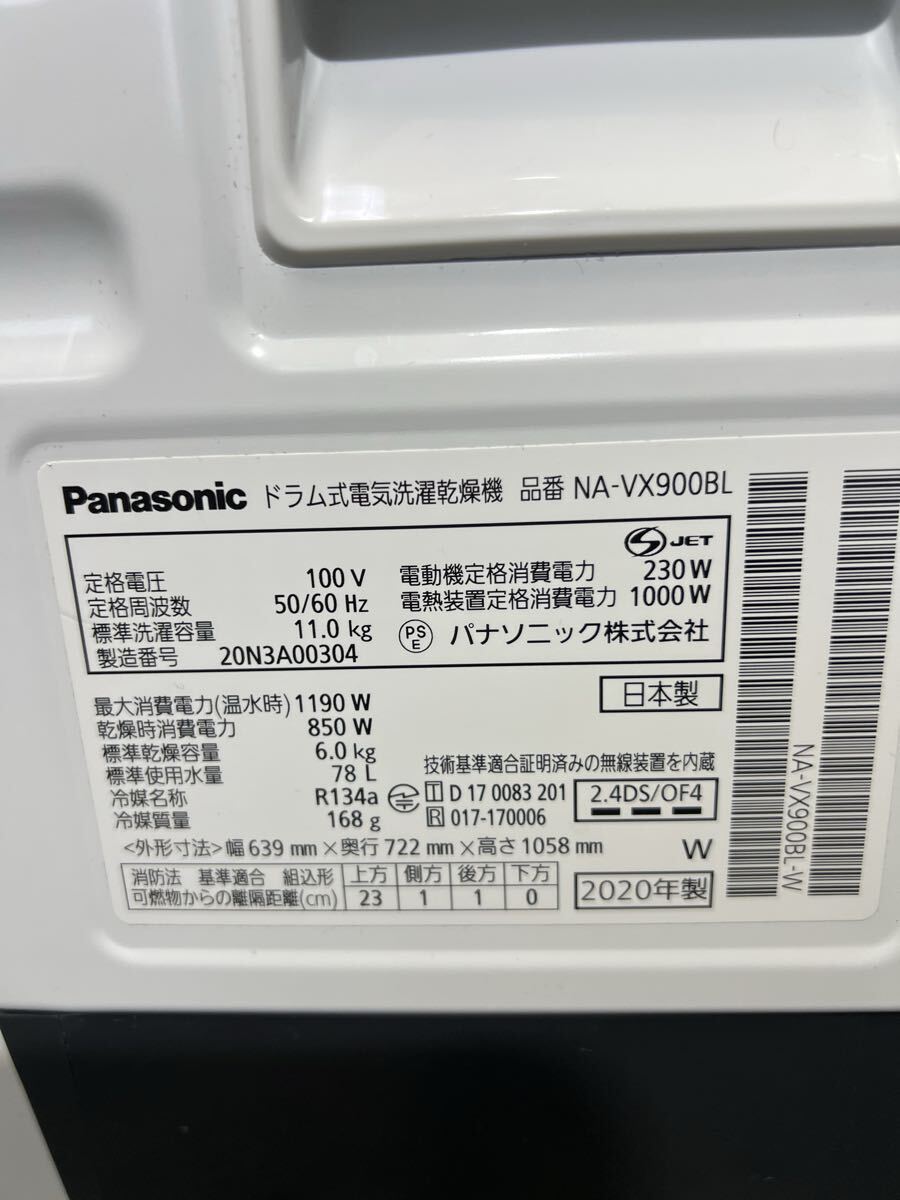 Panasonic ドラム式電気洗濯乾燥機 品番 NA-VX900BL
S JET
定格電圧 100 V 電動機定格消費電力 230 W
定格周波数 50/60 Hz 電熱装置定格消費電力 1000 W
標準洗濯容量 11.0 kg PSE パナソニック株式会社
製造番号 20N3A00304
最大消費電力(温水時) 1190 W 日本製
乾燥時消費電力 850 W
標準乾燥容量 6.0 kg 技術基準適合証明済みの無線装置を内蔵
標準使用水量 78 L
冷媒名称 R134a T D 17 0083 201 2.4DS/OF4
冷媒質量 168 g R 017-170006
<外形寸法> 幅 639 mm × 奥行 722 mm × 高さ 1058 mm W
消防法 基準適合 組込形 上方 側方 後方 下方
可燃物からの離隔距離(cm) 23 1 1 0 2020年製
NA-VX900BL-W